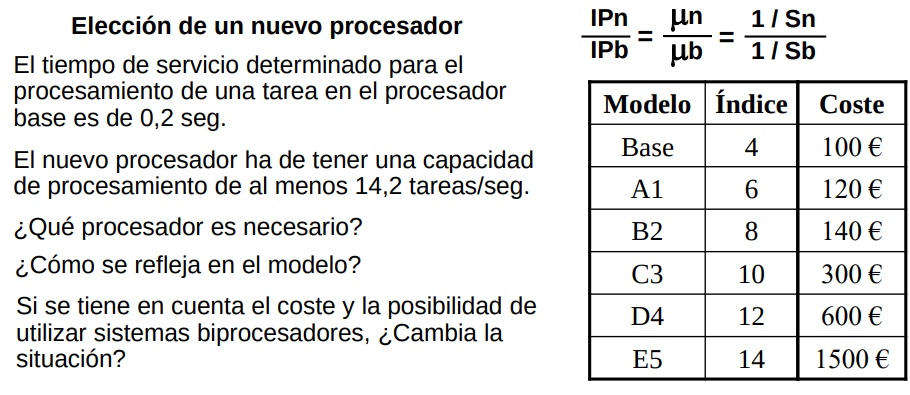 Elección de un nuevo procesador
El tiempo de servicio determinado para el
procesamiento de una tarea en el procesador
base es de 0,2 seg.
El nuevo procesador ha de tener una capacidad
de procesamiento de al menos 14,2 tareas/seg.
¿Qué procesador es necesario?
¿Cómo se refleja en el modelo?
Si se tiene en cuenta el coste y la posibilidad de
utilizar sistemas biprocesadores, ¿Cambia la
situación?
IPn / IPb = μn / μb = 1 / Sn / 1 / Sb
Modelo Índice Coste
Base 4 100 €
A1 6 120 €
B2 8 140 €
C3 10 300 €
D4 12 600 €
E5 14 1500 €